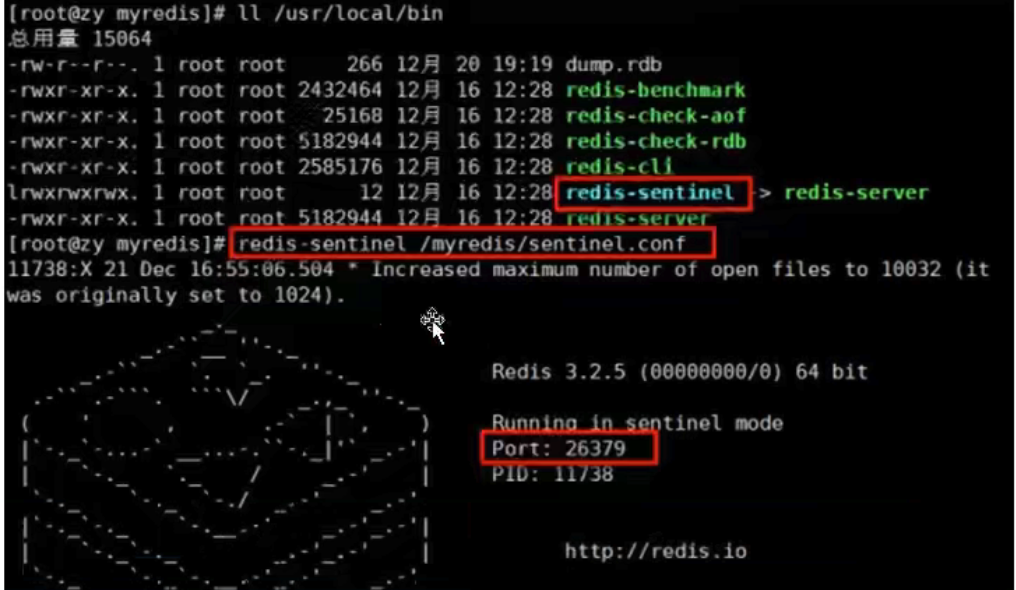 [root@zy myredis]# ll /usr/local/bin
总用量 15064
-rw-r--r--. 1 root root 266 12月 20 19:19 dump.rdb
-rwxr-xr-x. 1 root root 2432464 12月 16 12:28 redis-benchmark
-rwxr-xr-x. 1 root root 25168 12月 16 12:28 redis-check-aof
-rwxr-xr-x. 1 root root 5182944 12月 16 12:28 redis-check-rdb
-rwxr-xr-x. 1 root root 2585176 12月 16 12:28 redis-cli
lrwxrwxrwx. 1 root root 12 12月 16 12:28 redis-sentinel -> redis-server
-rwxr-xr-x. 1 root root 5182944 12月 16 12:28 redis-server
[root@zy myredis]# redis-sentinel /myredis/sentinel.conf
11738:X 21 Dec 16:55:06.504 * Increased maximum number of open files to 10032 (it
was originally set to 1024).
Redis 3.2.5 (00000000/0) 64 bit
Running in sentinel mode
Port: 26379
PID: 11738
http://redis.io